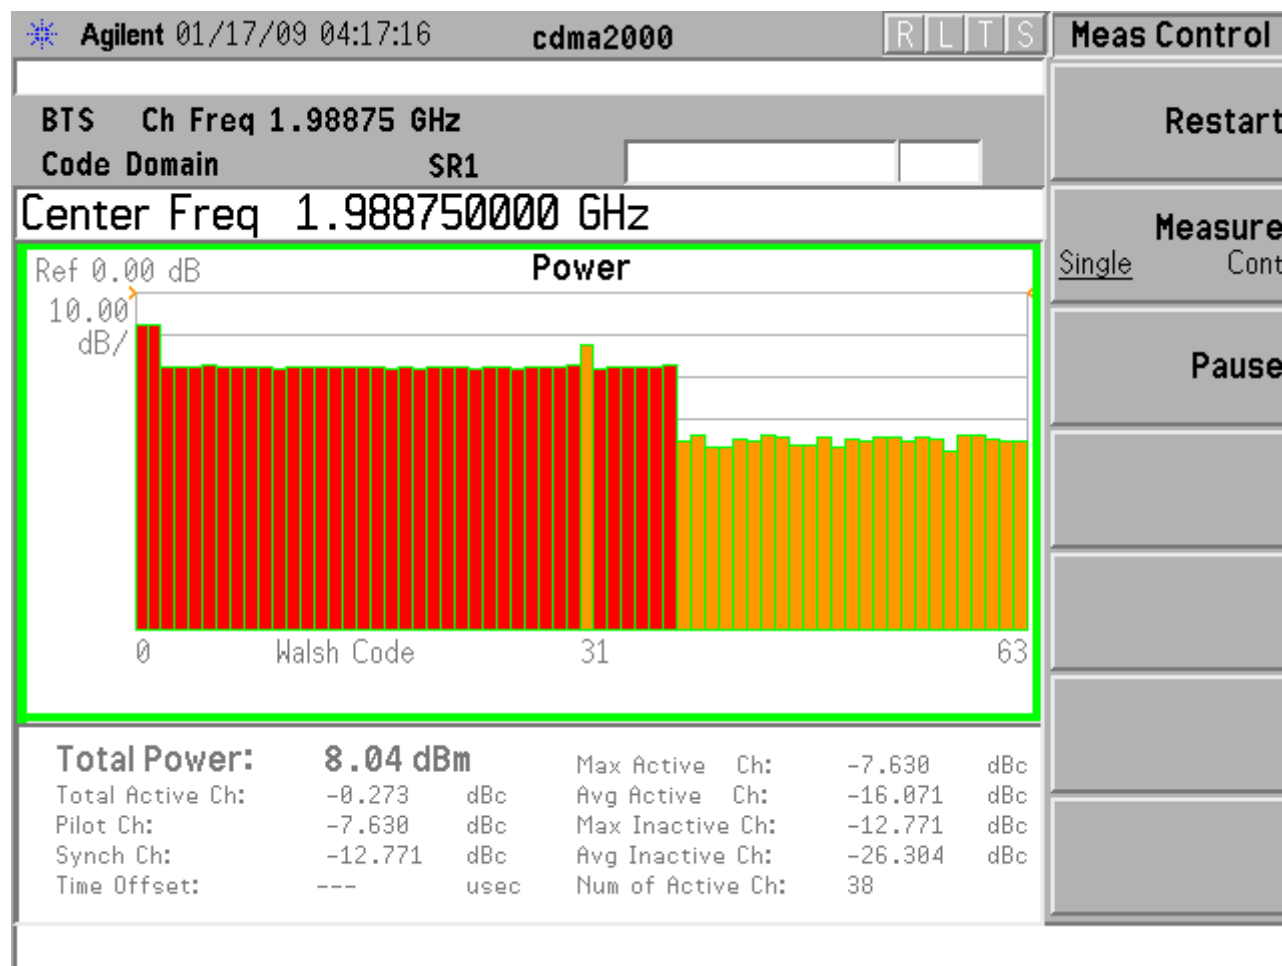 Agilent 01/17/09 04:17:16 cdma2000 R L T S Meas Control
BTS Ch Freq 1.98875 GHz
Code Domain SR1
Center Freq 1.988750000 GHz
Ref 0.00 dB Power
10.00
dB/
0 Walsh Code 31 63
Total Power: 8.04 dBm
Total Active Ch: -0.273 dBc
Pilot Ch: -7.630 dBc
Synch Ch: -12.771 dBc
Time Offset: --- usec
Max Active Ch: -7.630 dBc
Avg Active Ch: -16.071 dBc
Max Inactive Ch: -12.771 dBc
Avg Inactive Ch: -26.304 dBc
Num of Active Ch: 38
Restart
Measure
Single Cont
Pause